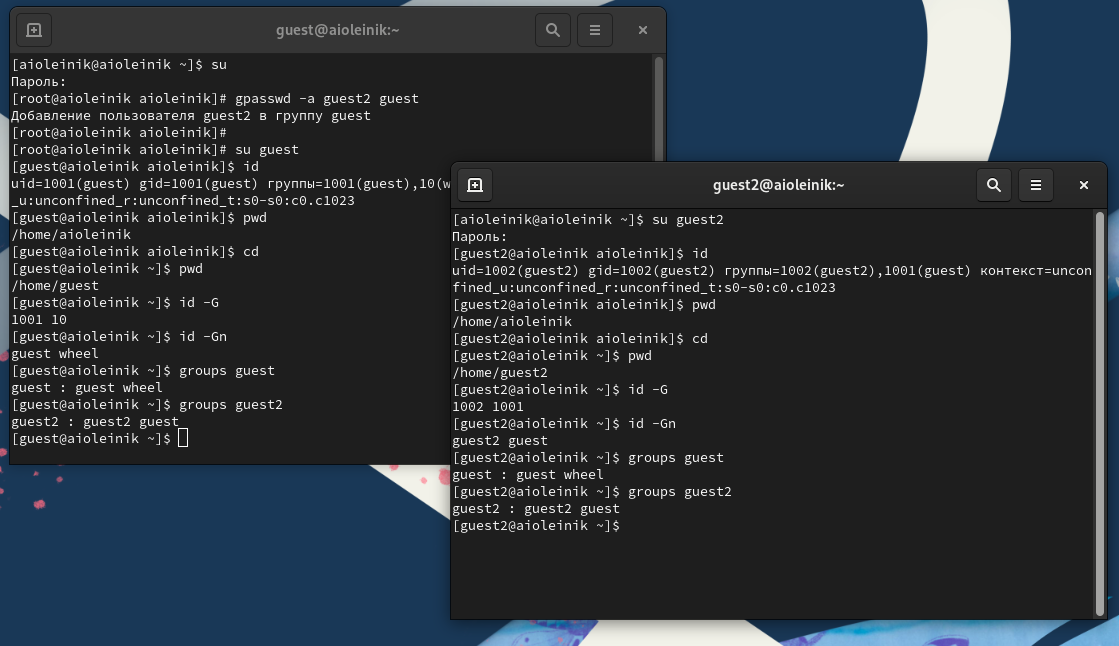 guest@aioleinik:~
[aioleinik@aioleinik ~]$ su
Пароль:
[root@aioleinik aioleinik]# gpasswd -a guest2 guest
Добавление пользователя guest2 в группу guest
[root@aioleinik aioleinik]#
[root@aioleinik aioleinik]# su guest
[guest@aioleinik aioleinik]$ id
uid=1001(guest) gid=1001(guest) группы=1001(guest),10(w
_u:unconfined_r:unconfined_t:s0-s0:c0.c1023
[guest@aioleinik aioleinik]$ pwd
/home/aioleinik
[guest@aioleinik aioleinik]$ cd
[guest@aioleinik ~]$ pwd
/home/guest
[guest@aioleinik ~]$ id -G
1001 10
[guest@aioleinik ~]$ id -Gn
guest wheel
[guest@aioleinik ~]$ groups guest
guest : guest wheel
[guest@aioleinik ~]$ groups guest2
guest2 : guest2 guest
[guest@aioleinik ~]$
guest2@aioleinik:~
[aioleinik@aioleinik ~]$ su guest2
Пароль:
[guest2@aioleinik aioleinik]$ id
uid=1002(guest2) gid=1002(guest2) группы=1002(guest2),1001(guest) контекст=uncon
fined_u:unconfined_r:unconfined_t:s0-s0:c0.c1023
[guest2@aioleinik aioleinik]$ pwd
/home/aioleinik
[guest2@aioleinik aioleinik]$ cd
[guest2@aioleinik ~]$ pwd
/home/guest2
[guest2@aioleinik ~]$ id -G
1002 1001
[guest2@aioleinik ~]$ id -Gn
guest2 guest
[guest2@aioleinik ~]$ groups guest
guest : guest wheel
[guest2@aioleinik ~]$ groups guest2
guest2 : guest2 guest
[guest2@aioleinik ~]$